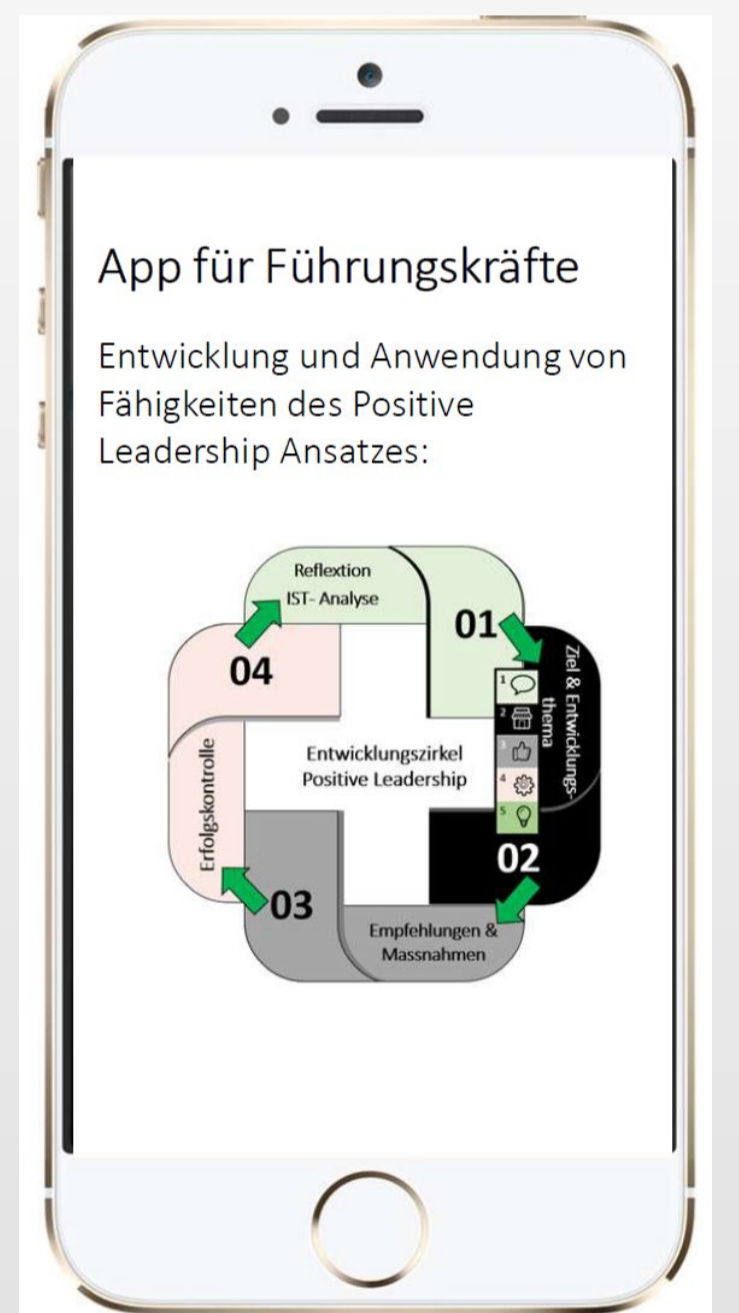 App für Führungskräfte
Entwicklung und Anwendung von
Fähigkeiten des Positive
Leadership Ansatzes:
Reflextion
IST- Analyse
01
Ziel & Entwicklungs-
thema
1
2
3
4
5
02
Empfehlungen &
Massnahmen
03
Erfolgskontrolle
04
Entwicklungszirkel
Positive Leadership